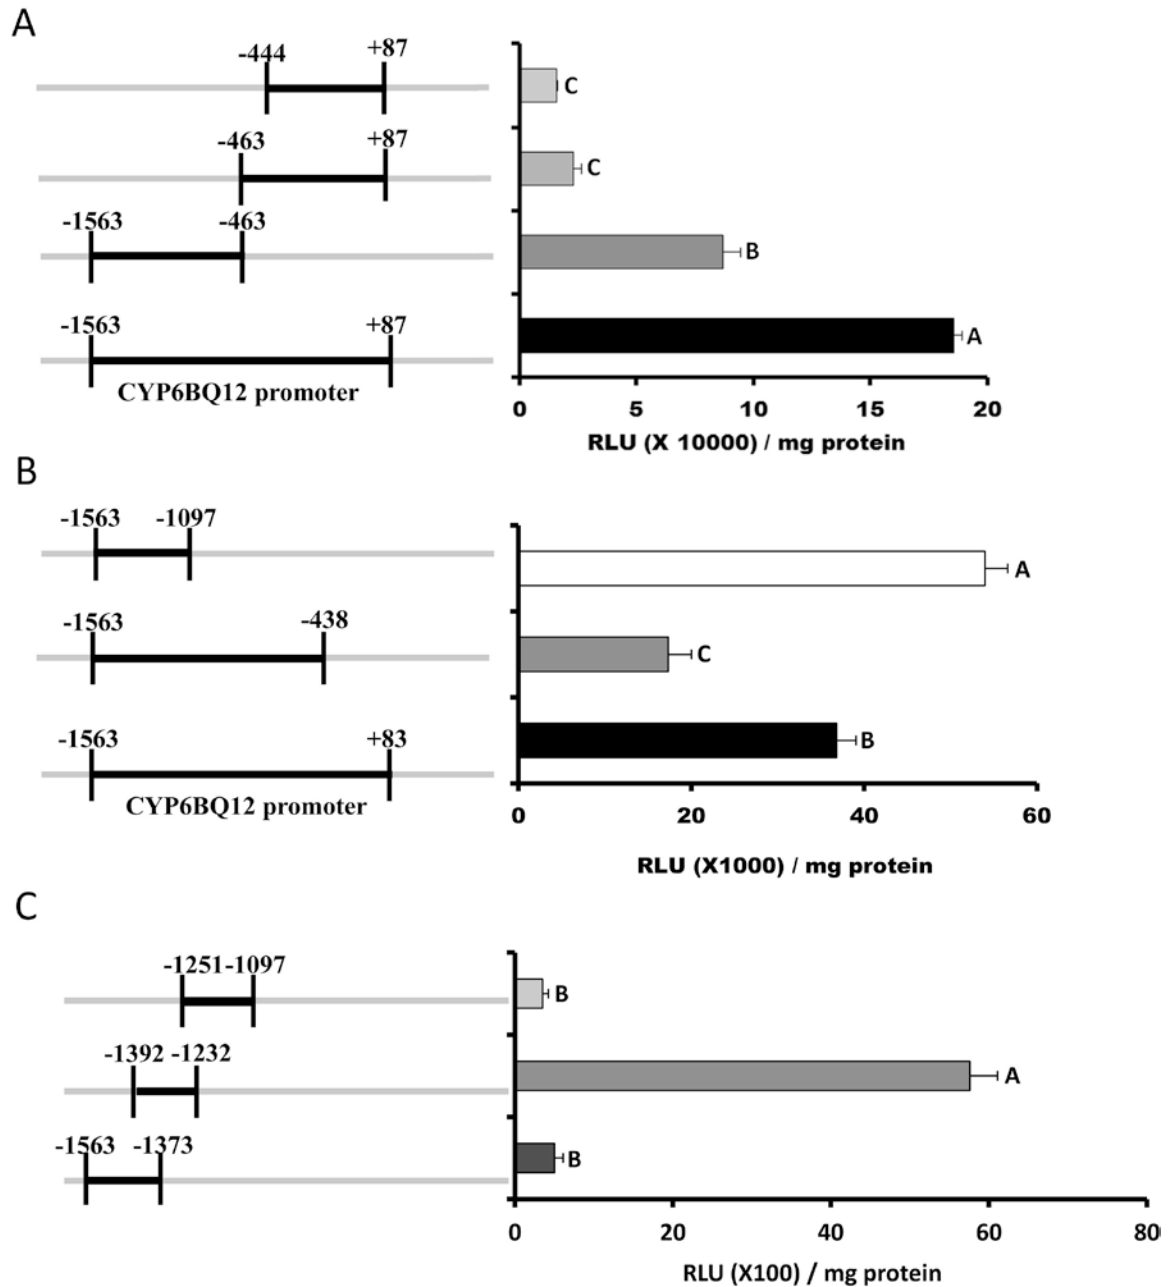 A
-444 +87
C
-463 +87
C
-1563 -463
B
-1563 +87
A
CYP6BQ12 promoter
0 5 10 15 20
RLU (X 10000) / mg protein
B
-1563 -1097
A
-1563 -438
C
-1563 +83
B
CYP6BQ12 promoter
0 20 40 60
RLU (X1000) / mg protein
C
-1251 -1097
B
-1392 -1232
A
-1563 -1373
B
0 20 40 60 80
RLU (X100) / mg protein